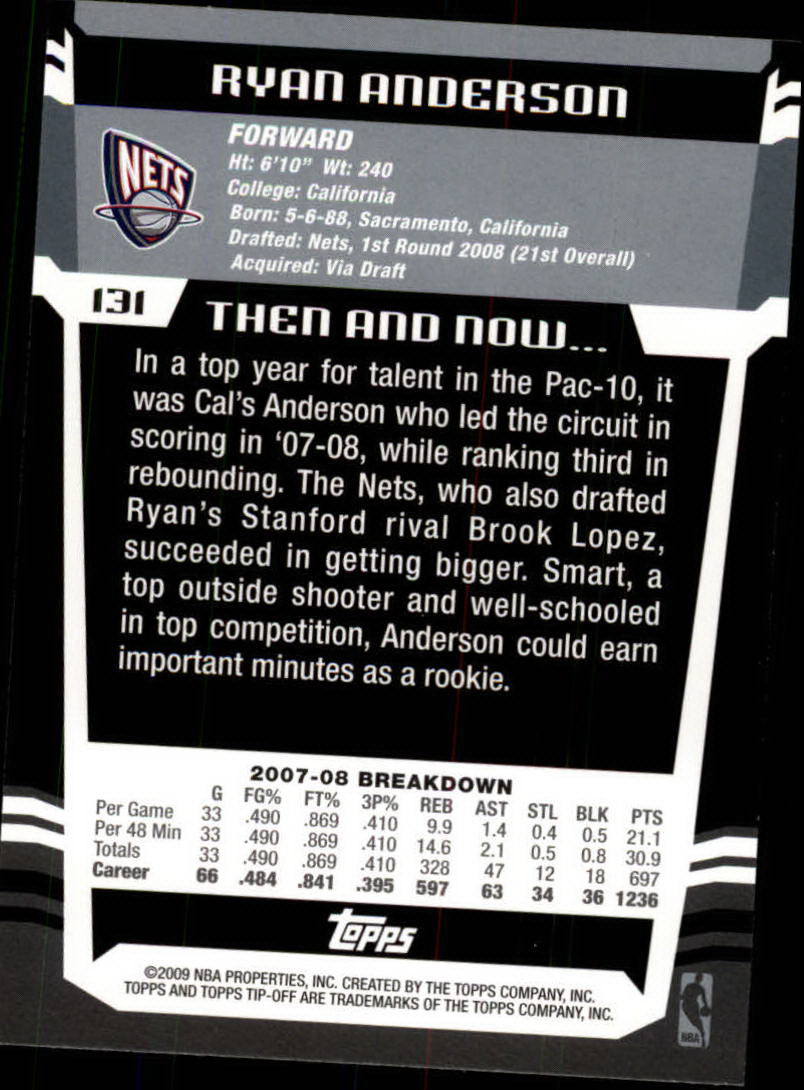 RYAN ANDERSON
NETS
FORWARD
Ht: 6'10" Wt: 240
College: California
Born: 5-6-88, Sacramento, California
Drafted: Nets, 1st Round 2008 (21st Overall)
Acquired: Via Draft
131
THEN AND NOW...
In a top year for talent in the Pac-10, it
was Cal's Anderson who led the circuit in
scoring in '07-08, while ranking third in
rebounding. The Nets, who also drafted
Ryan's Stanford rival Brook Lopez,
succeeded in getting bigger. Smart, a
top outside shooter and well-schooled
in top competition, Anderson could earn
important minutes as a rookie.
2007-08 BREAKDOWN
G FG% FT% 3P% REB AST STL BLK PTS
Per Game 33 .490 .869 .410 9.9 1.4 0.4 0.5 21.1
Per 48 Min 33 .490 .869 .410 14.6 2.1 0.5 0.8 30.9
Totals 33 .490 .869 .410 328 47 12 18 697
Career 66 .484 .841 .395 597 63 34 36 1236
Topps
©2009 NBA PROPERTIES, INC. CREATED BY THE TOPPS COMPANY, INC.
TOPPS AND TOPPS TIP-OFF ARE TRADEMARKS OF THE TOPPS COMPANY, INC.
NBA